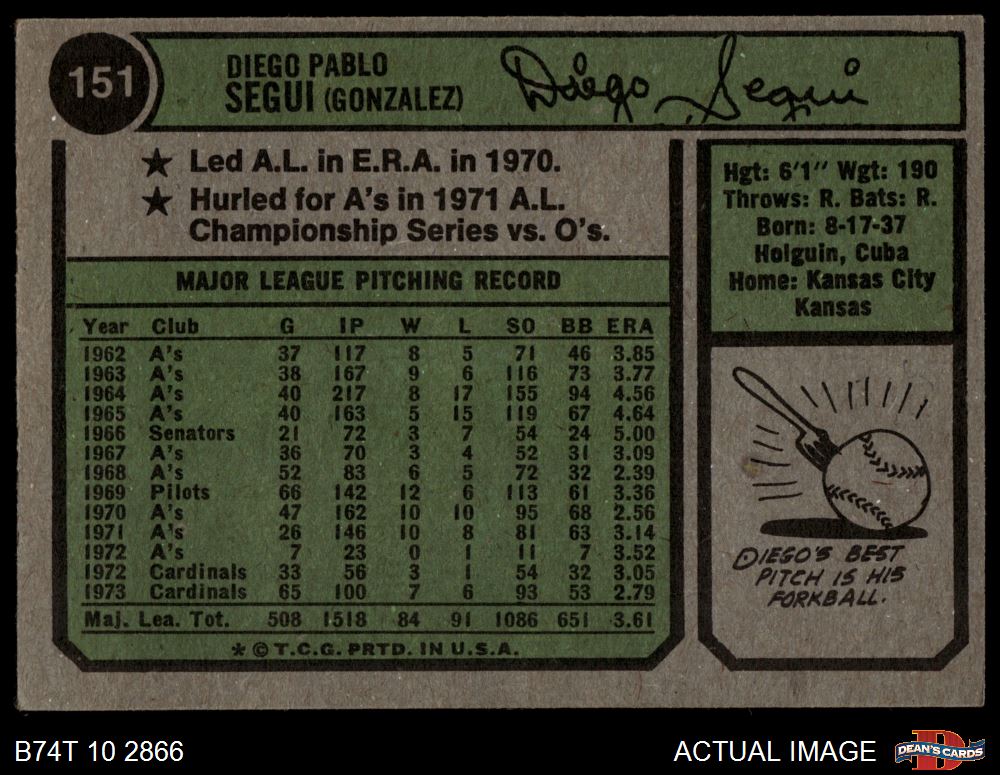 151
DIEGO PABLO
SEGUI (GONZALEZ)
Diego Segui
★ Led A.L. in E.R.A. in 1970.
★ Hurled for A's in 1971 A.L.
Championship Series vs. O's.
MAJOR LEAGUE PITCHING RECORD
Year Club G IP W L SO BB ERA
1962 A's 37 117 8 5 71 46 3.85
1963 A's 38 167 9 6 116 73 3.77
1964 A's 40 217 8 17 155 94 4.56
1965 A's 40 163 5 15 119 67 4.64
1966 Senators 21 72 3 7 54 24 5.00
1967 A's 36 70 3 4 52 31 3.09
1968 A's 52 83 6 5 72 32 2.39
1969 Pilots 66 142 12 6 113 61 3.36
1970 A's 47 162 10 10 95 68 2.56
1971 A's 26 146 10 8 81 63 3.14
1972 A's 7 23 0 1 11 7 3.52
1972 Cardinals 33 56 3 1 54 32 3.05
1973 Cardinals 65 100 7 6 93 53 2.79
Maj. Lea. Tot. 508 1518 84 91 1086 651 3.61
* © T.C.G. PRTD. IN U.S.A.
Hgt: 6'1" Wgt: 190
Throws: R. Bats: R.
Born: 8-17-37
Holguin, Cuba
Home: Kansas City
Kansas
DIEGO'S BEST
PITCH IS HIS
FORKBALL.
B74T 10 2866
ACTUAL IMAGE
D
DEAN'S CARDS